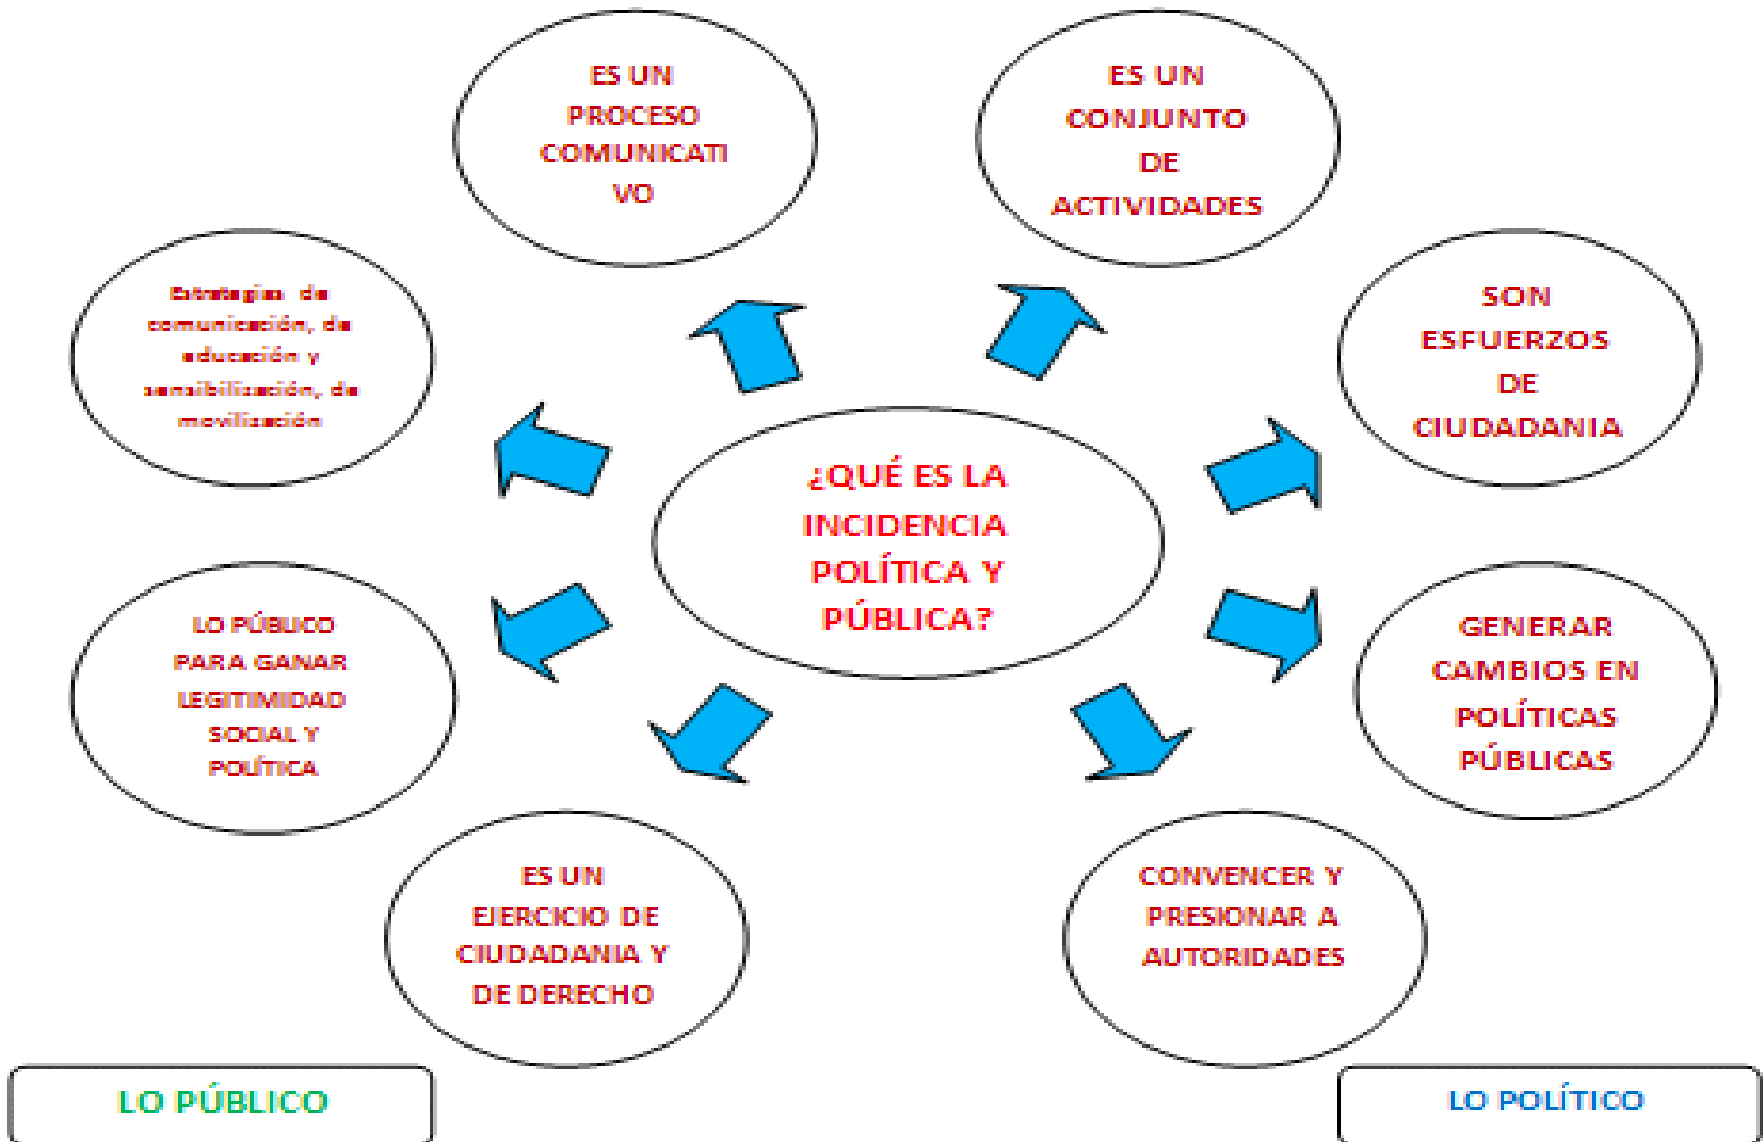 ES UN
PROCESO
COMUNICATI
VO
ES UN
CONJUNTO
DE
ACTIVIDADES
Estrategias de
comunicación, de
educación y
sensibilización, de
movilización
SON
ESFUERZOS
DE
CIUDADANIA
¿QUÉ ES LA
INCIDENCIA
POLÍTICA Y
PÚBLICA?
LO PÚBLICO
PARA GANAR
LEGITIMIDAD
SOCIAL Y
POLÍTICA
GENERAR
CAMBIOS EN
POLÍTICAS
PÚBLICAS
ES UN
EJERCICIO DE
CIUDADANIA Y
DE DERECHO
CONVENCER Y
PRESIONAR A
AUTORIDADES
LO PÚBLICO
LO POLÍTICO